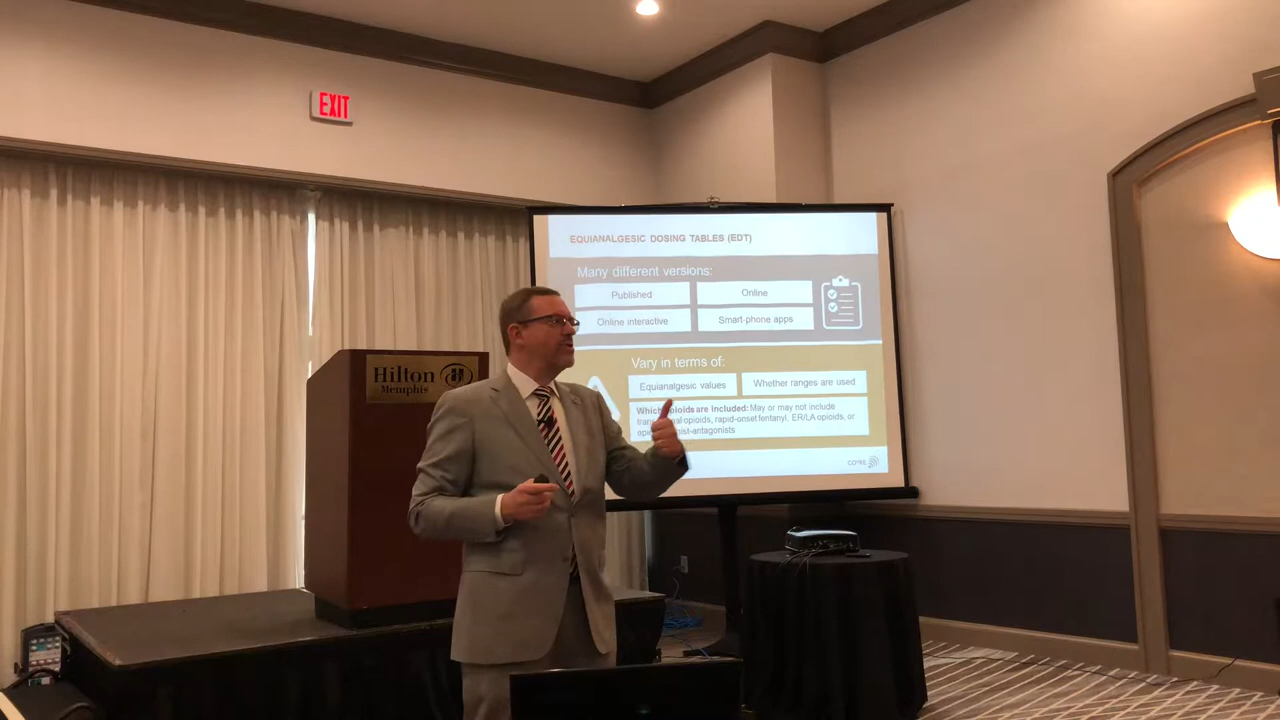 EXIT
EQUIANALGESIC DOSING TABLES (EDT)
Many different versions:
Published
Online
Online interactive
Smart-phone apps
Hilton
Memphis
Vary in terms of:
Equianalgesic values
Whether ranges are used
opioids are included: May or may not include
opioids, rapid-onset fentanyl, ER/LA opioids, or
CO*RE